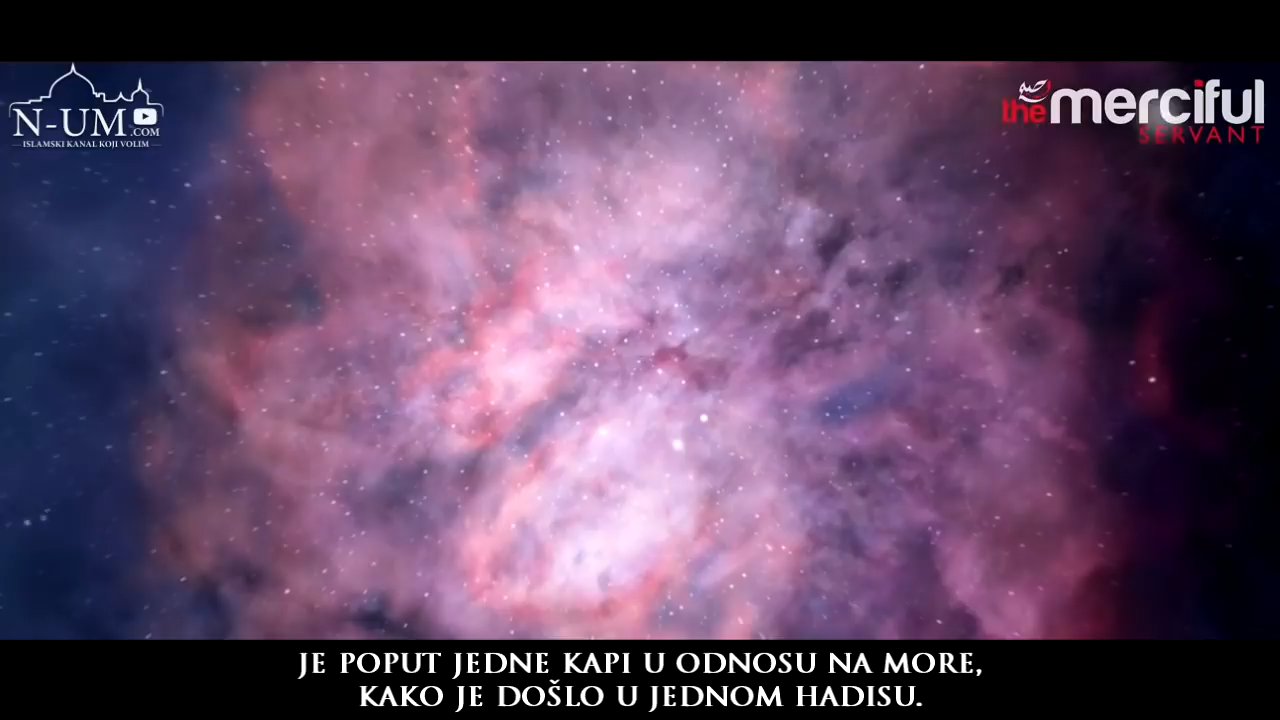 N-UM.COM
ISLAMSKI KANAL KOJI VOLIM
the merciful
SERVANT
JE POPUT JEDNE KAPI U ODNOSU NA MORE,
KAKO JE DOŠLO U JEDNOM HADISU.